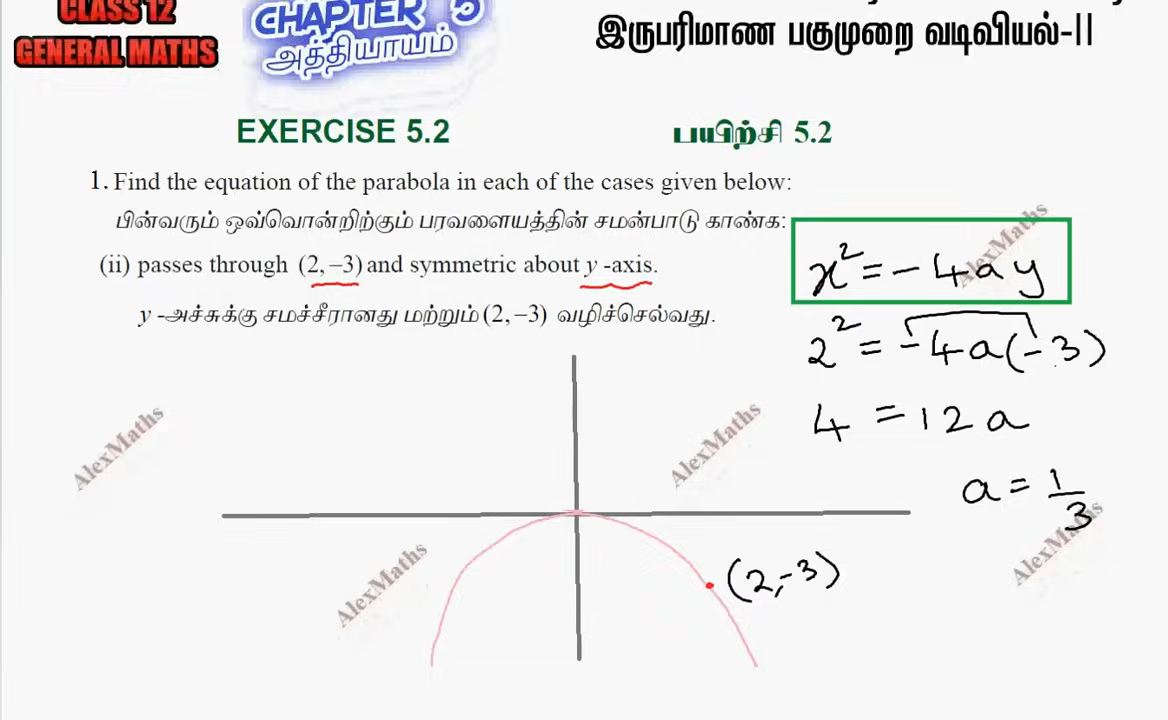 CLASS 12
GENERAL MATHS
CHAPTER 5
அத்தியாயம்
இருபரிமாண பகுமுறை வடிவியல்-II
EXERCISE 5.2
பயிற்சி 5.2
1. Find the equation of the parabola in each of the cases given below:
பின்வரும் ஒவ்வொன்றிற்கும் பரவளையத்தின் சமன்பாடு காண்க:
(ii) passes through (2, −3) and symmetric about y -axis.
y -அச்சுக்கு சமச்சீரானது மற்றும் (2, −3) வழிச்செல்வது.
x² = − 4 a y
2² = − 4 a (− 3)
4 = 12 a
a = 1/3
(2, −3)
AlexMaths
AlexMaths
AlexMaths
AlexMaths
AlexMaths